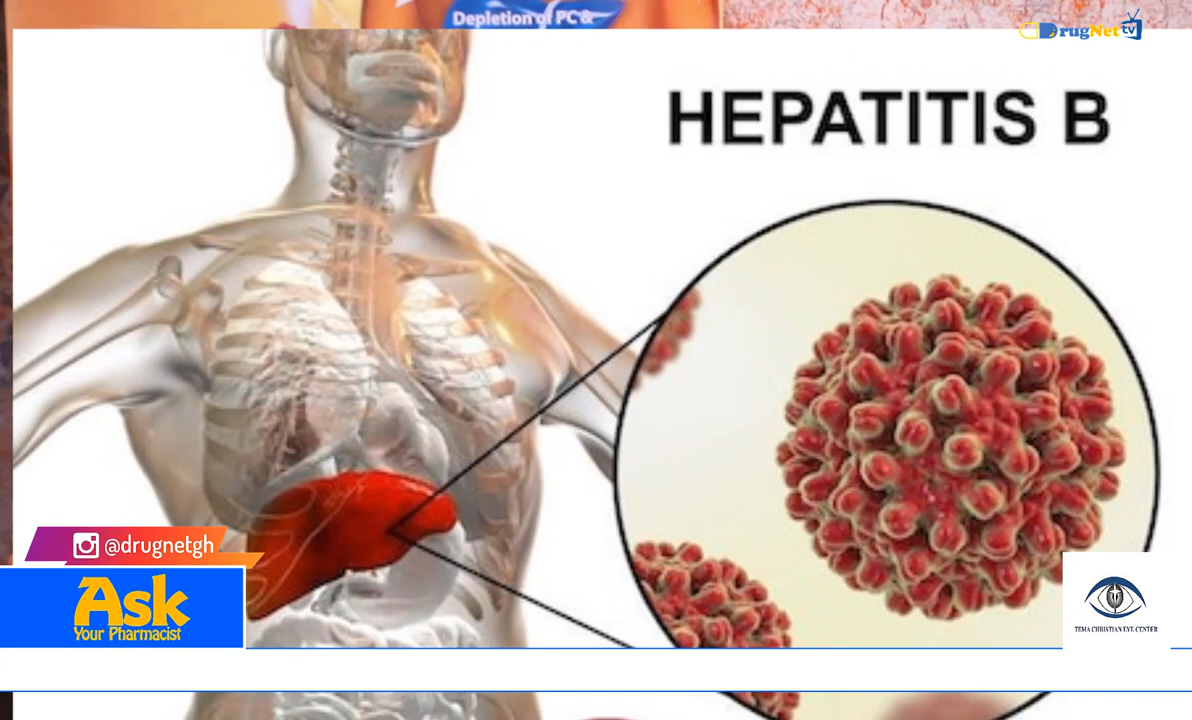 Depletion of PC &
DrugNet tv
HEPATITIS B
@drugnetgh
Ask
Your Pharmacist
TEMA CHRISTIAN EYE CENTER